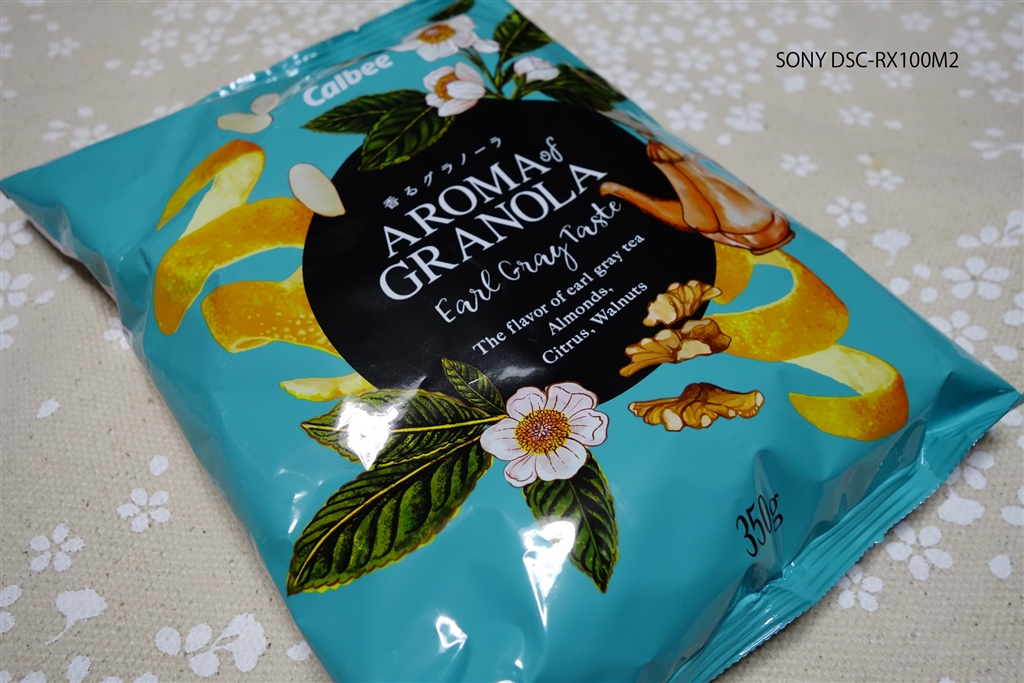 SONY DSC-RX100M2
Calbee
香るグラノーラ
AROMA of
GRANOLA
Earl Gray Taste
The flavor of earl gray tea
Almonds,
Citrus, Walnuts
350g